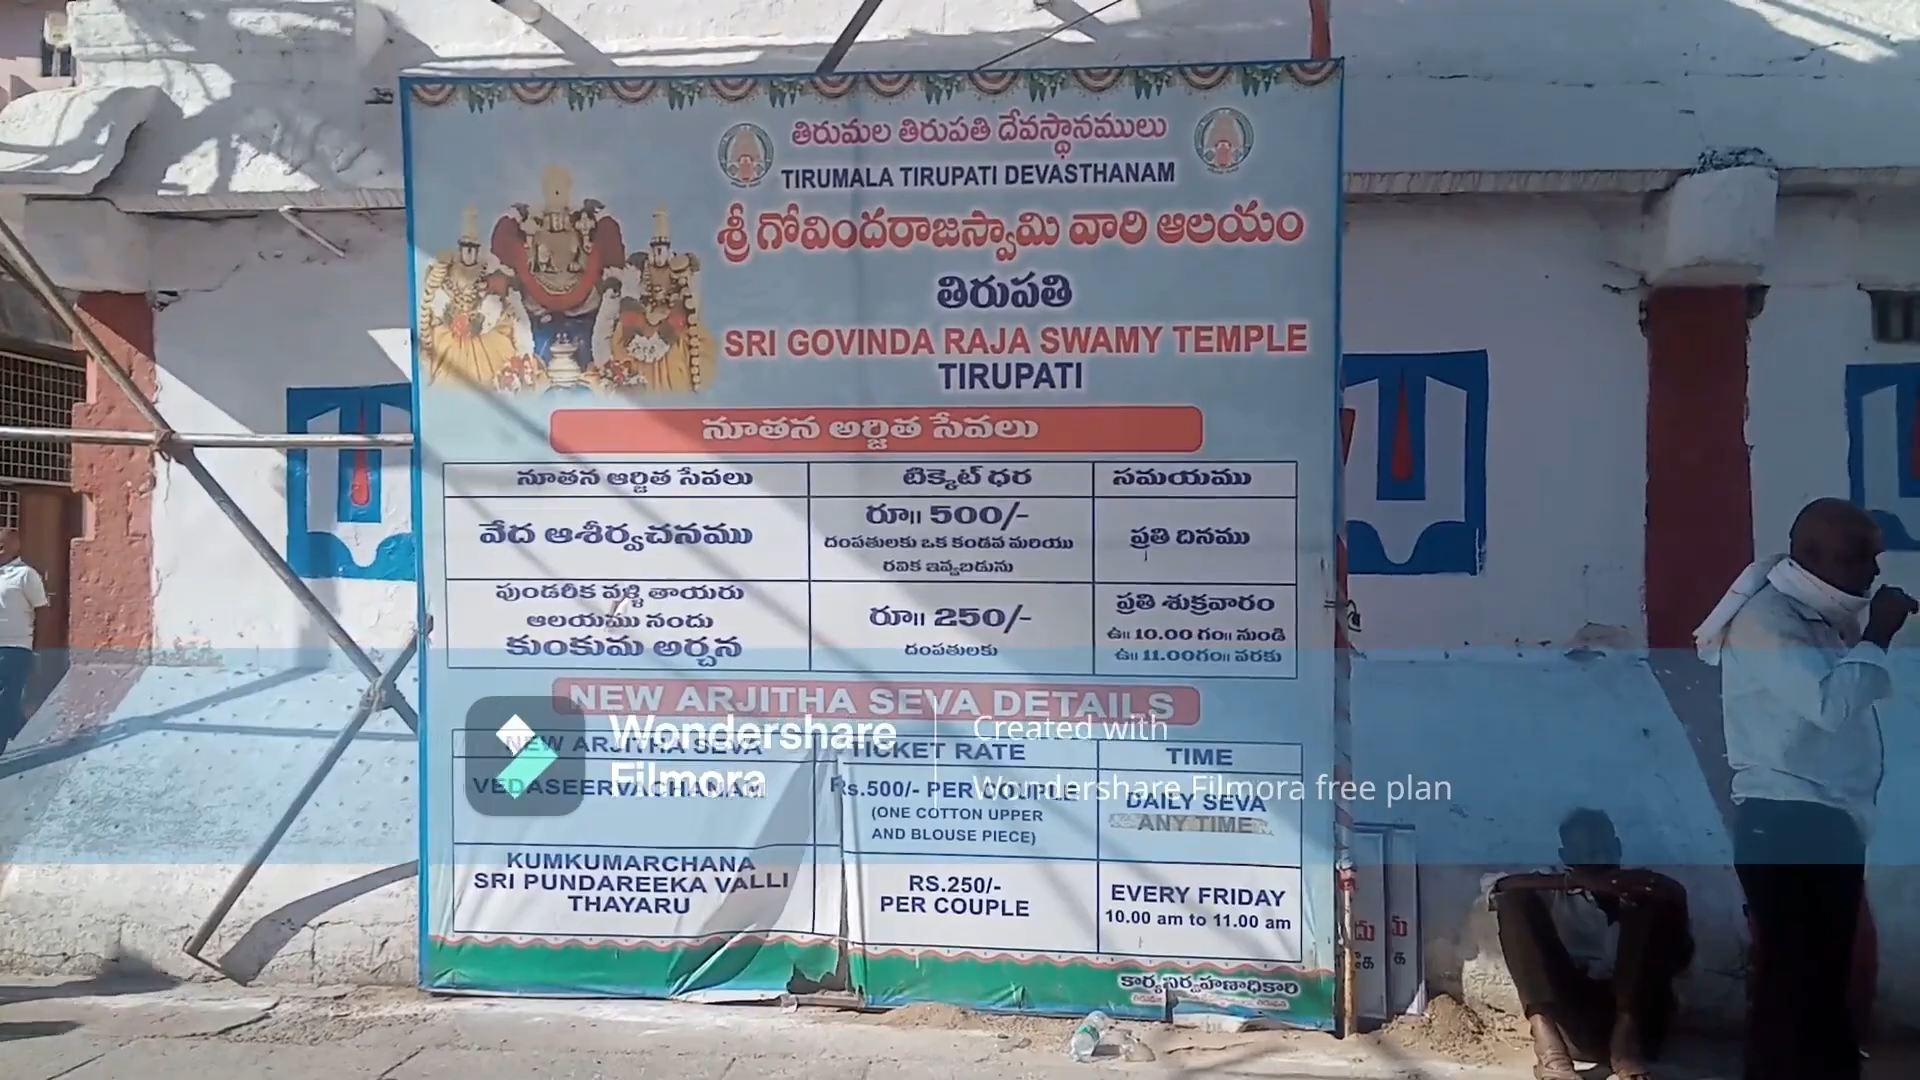 తిరుమల తిరుపతి దేవస్థానములు
TIRUMALA TIRUPATI DEVASTHANAM
శ్రీ గోవిందరాజస్వామి వారి ఆలయం
తిరుపతి
SRI GOVINDA RAJA SWAMY TEMPLE
TIRUPATI
నూతన ఆర్జిత సేవలు
నూతన ఆర్జిత సేవలు
టిక్కెట్ ధర
సమయము
వేద ఆశీర్వచనము
రూ॥ 500/-
దంపతులకు ఒక కండవ మరియు
రవిక ఇవ్వబడును
ప్రతి దినము
పుండరీక వల్లి తాయరు
ఆలయము నందు
కుంకుమ అర్చన
రూ॥ 250/-
దంపతులకు
ప్రతి శుక్రవారం
ఉ॥ 10.00 గం॥ నుండి
ఉ॥ 11.00గం॥ వరకు
NEW ARJITHA SEVA DETAILS
NEW ARJITHA SEVA
TICKET RATE
TIME
VEDASEERVACHANAM
Rs.500/- PER COUPLE
(ONE COTTON UPPER
AND BLOUSE PIECE)
DAILY SEVA
ANY TIME
KUMKUMARCHANA
SRI PUNDAREEKA VALLI
THAYARU
RS.250/-
PER COUPLE
EVERY FRIDAY
10.00 am to 11.00 am
కార్యనిర్వహణాధికారి
Wondershare
Filmora
Created with
Wondershare Filmora free plan